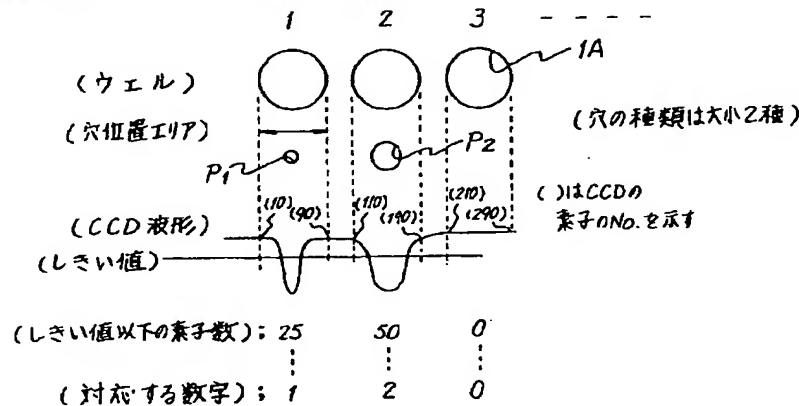 1 2 3 - - - -
1A
(ウェル)
(穴位置エリア)
(穴の種類は大小2種)
P1 P2
(10) (90) (110) (190) (210) (290)
( )はCCDの
素子のNo.を示す
(CCD波形)
(しきい値)
(しきい値以下の素子数); 25 50 0
(対応する数字); 1 2 0